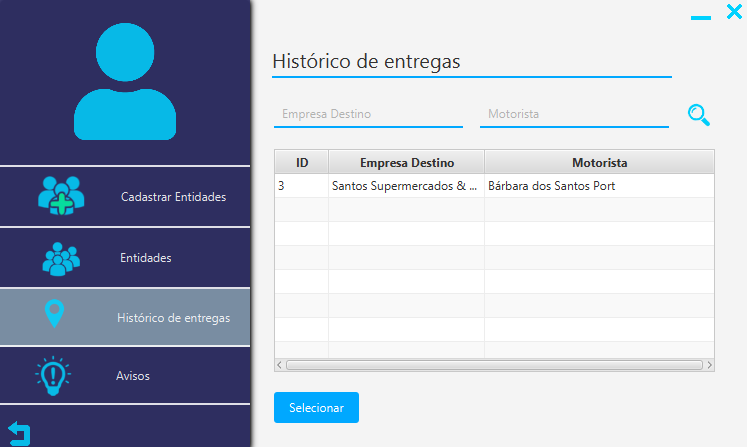 Cadastrar Entidades
Entidades
Histórico de entregas
Avisos
Histórico de entregas
Empresa Destino Motorista
ID Empresa Destino Motorista
3 Santos Supermercados & ... Bárbara dos Santos Port
Selecionar